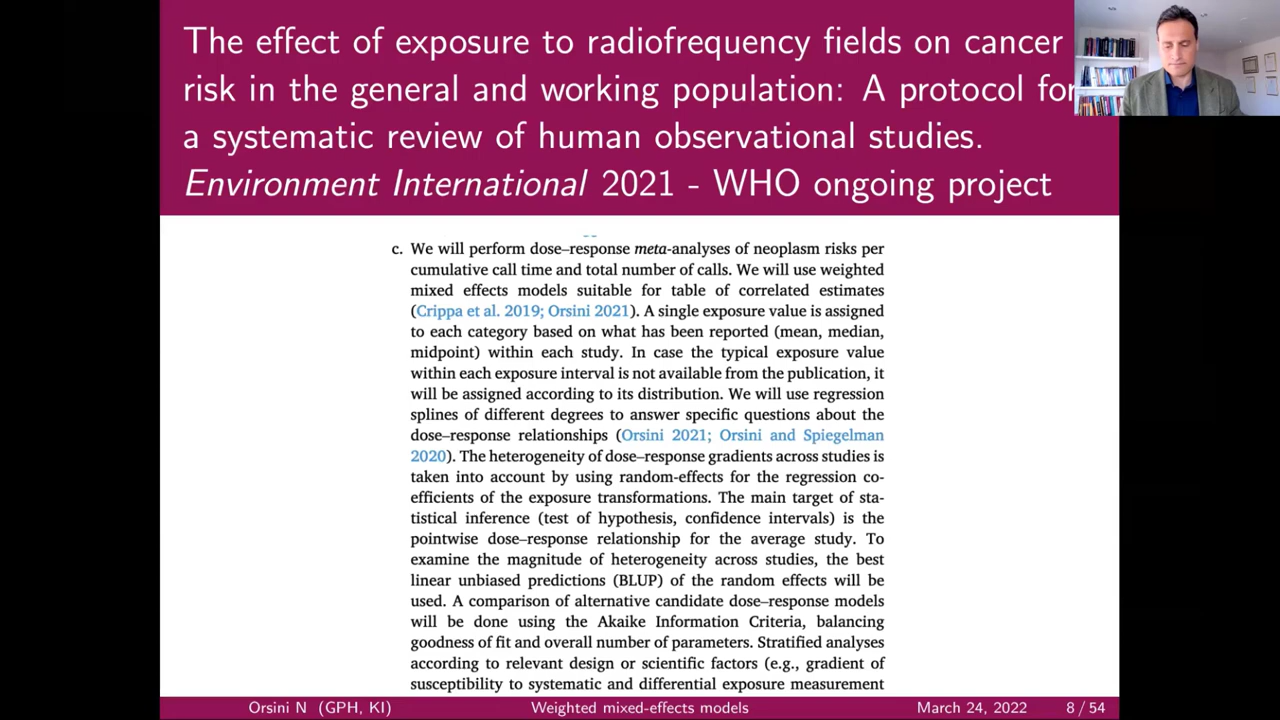 The effect of exposure to radiofrequency fields on cancer
risk in the general and working population: A protocol for
a systematic review of human observational studies.
Environment International 2021 - WHO ongoing project
c. We will perform dose–response meta-analyses of neoplasm risks per
cumulative call time and total number of calls. We will use weighted
mixed effects models suitable for table of correlated estimates
(Crippa et al. 2019; Orsini 2021). A single exposure value is assigned
to each category based on what has been reported (mean, median,
midpoint) within each study. In case the typical exposure value
within each exposure interval is not available from the publication, it
will be assigned according to its distribution. We will use regression
splines of different degrees to answer specific questions about the
dose–response relationships (Orsini 2021; Orsini and Spiegelman
2020). The heterogeneity of dose–response gradients across studies is
taken into account by using random-effects for the regression co-
efficients of the exposure transformations. The main target of sta-
tistical inference (test of hypothesis, confidence intervals) is the
pointwise dose–response relationship for the average study. To
examine the magnitude of heterogeneity across studies, the best
linear unbiased predictions (BLUP) of the random effects will be
used. A comparison of alternative candidate dose–response models
will be done using the Akaike Information Criteria, balancing
goodness of fit and overall number of parameters. Stratified analyses
according to relevant design or scientific factors (e.g., gradient of
susceptibility to systematic and differential exposure measurement
Orsini N (GPH, KI) Weighted mixed-effects models March 24, 2022 8 / 54